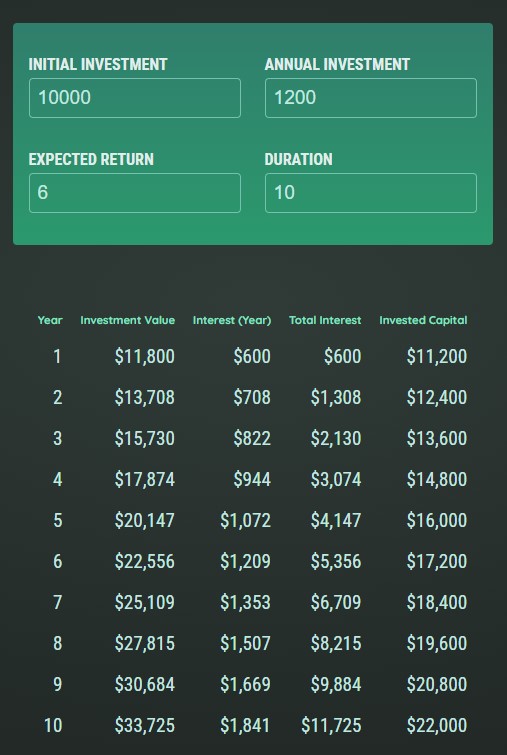 INITIAL INVESTMENT ANNUAL INVESTMENT
10000 1200
EXPECTED RETURN DURATION
6 10
Year Investment Value Interest (Year) Total Interest Invested Capital
1 $11,800 $600 $600 $11,200
2 $13,708 $708 $1,308 $12,400
3 $15,730 $822 $2,130 $13,600
4 $17,874 $944 $3,074 $14,800
5 $20,147 $1,072 $4,147 $16,000
6 $22,556 $1,209 $5,356 $17,200
7 $25,109 $1,353 $6,709 $18,400
8 $27,815 $1,507 $8,215 $19,600
9 $30,684 $1,669 $9,884 $20,800
10 $33,725 $1,841 $11,725 $22,000